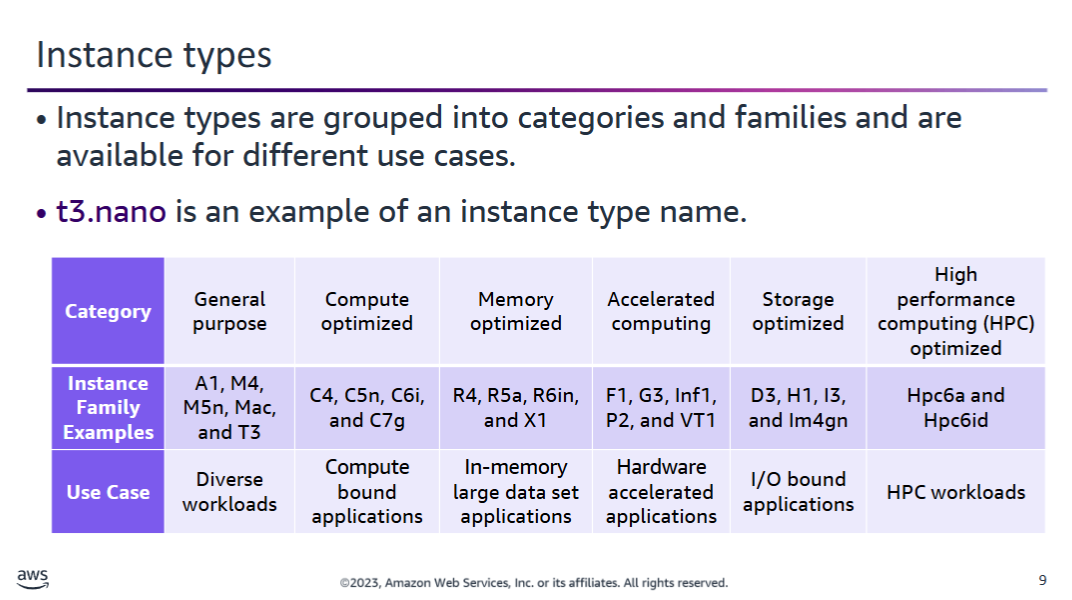 Instance types
• Instance types are grouped into categories and families and are
available for different use cases.
• t3.nano is an example of an instance type name.
Category
General
purpose
Compute
optimized
Memory
optimized
Accelerated
computing
Storage
optimized
High
performance
computing (HPC)
optimized
Instance
Family
Examples
A1, M4,
M5n, Mac,
and T3
C4, C5n, C6i,
and C7g
R4, R5a, R6in,
and X1
F1, G3, Inf1,
P2, and VT1
D3, H1, I3,
and Im4gn
Hpc6a and
Hpc6id
Use Case
Diverse
workloads
Compute
bound
applications
In-memory
large data set
applications
Hardware
accelerated
applications
I/O bound
applications
HPC workloads
aws
©2023, Amazon Web Services, Inc. or its affiliates. All rights reserved.
9